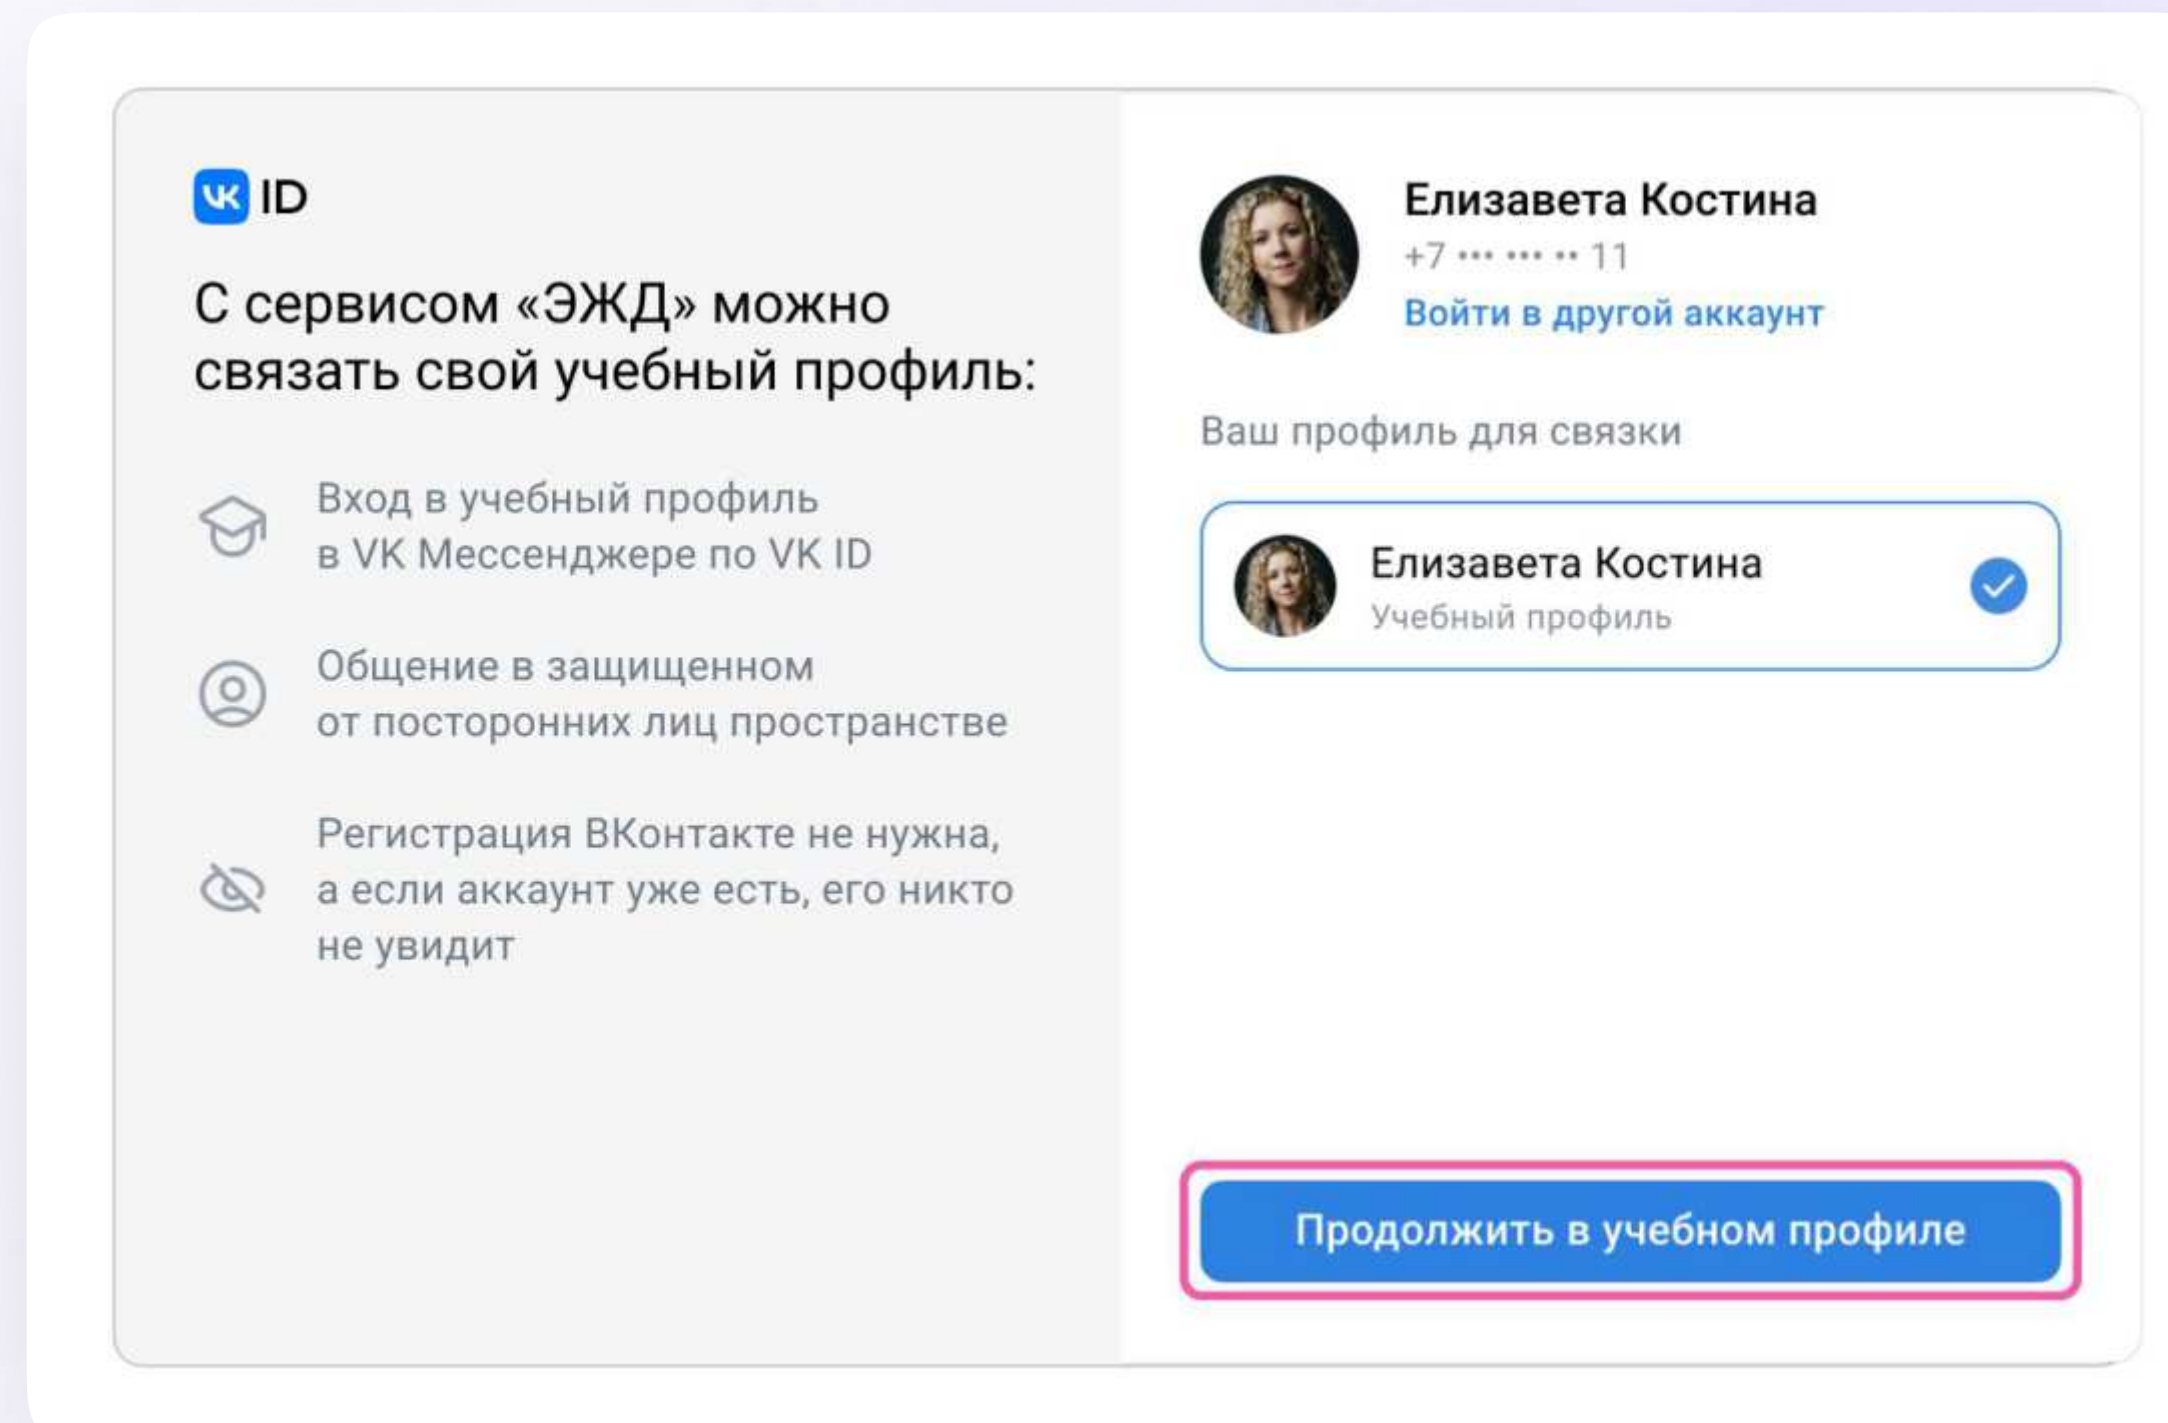 VK ID
С сервисом «ЭЖД» можно
связать свой учебный профиль:
Вход в учебный профиль
в VK Мессенджере по VK ID
Общение в защищенном
от посторонних лиц пространстве
Регистрация ВКонтакте не нужна,
а если аккаунт уже есть, его никто
не увидит
Елизавета Костина
+7 ••• ••• •• 11
Войти в другой аккаунт
Ваш профиль для связки
Елизавета Костина
Учебный профиль
Продолжить в учебном профиле